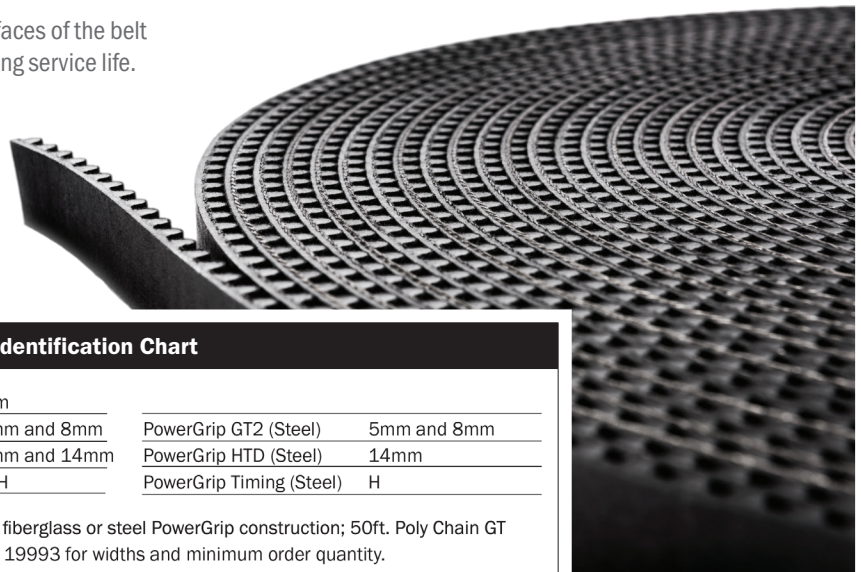 faces of the belt
ng service life.
dentification Chart
m
mm and 8mm PowerGrip GT2 (Steel) 5mm and 8mm
mm and 14mm PowerGrip HTD (Steel) 14mm
H PowerGrip Timing (Steel) H
fiberglass or steel PowerGrip construction; 50ft. Poly Chain GT
19993 for widths and minimum order quantity.